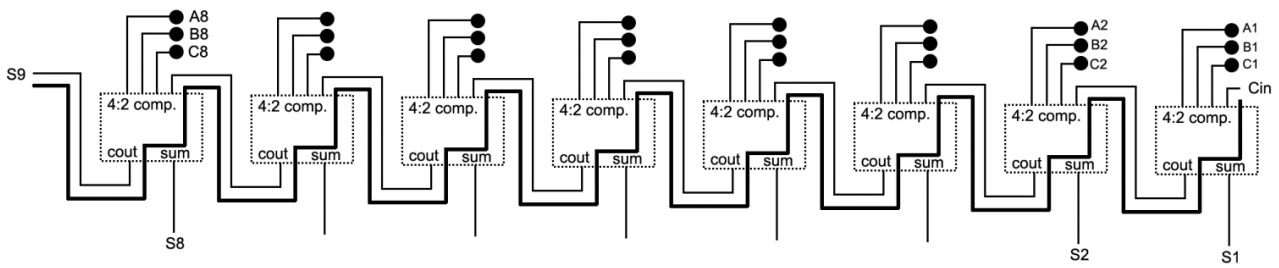 A8
B8
C8
A2
B2
C2
A1
B1
C1
S9
Cin
4:2 comp. 4:2 comp. 4:2 comp. 4:2 comp. 4:2 comp. 4:2 comp. 4:2 comp. 4:2 comp.
cout sum cout sum cout sum cout sum cout sum cout sum cout sum cout sum
S8
S2
S1